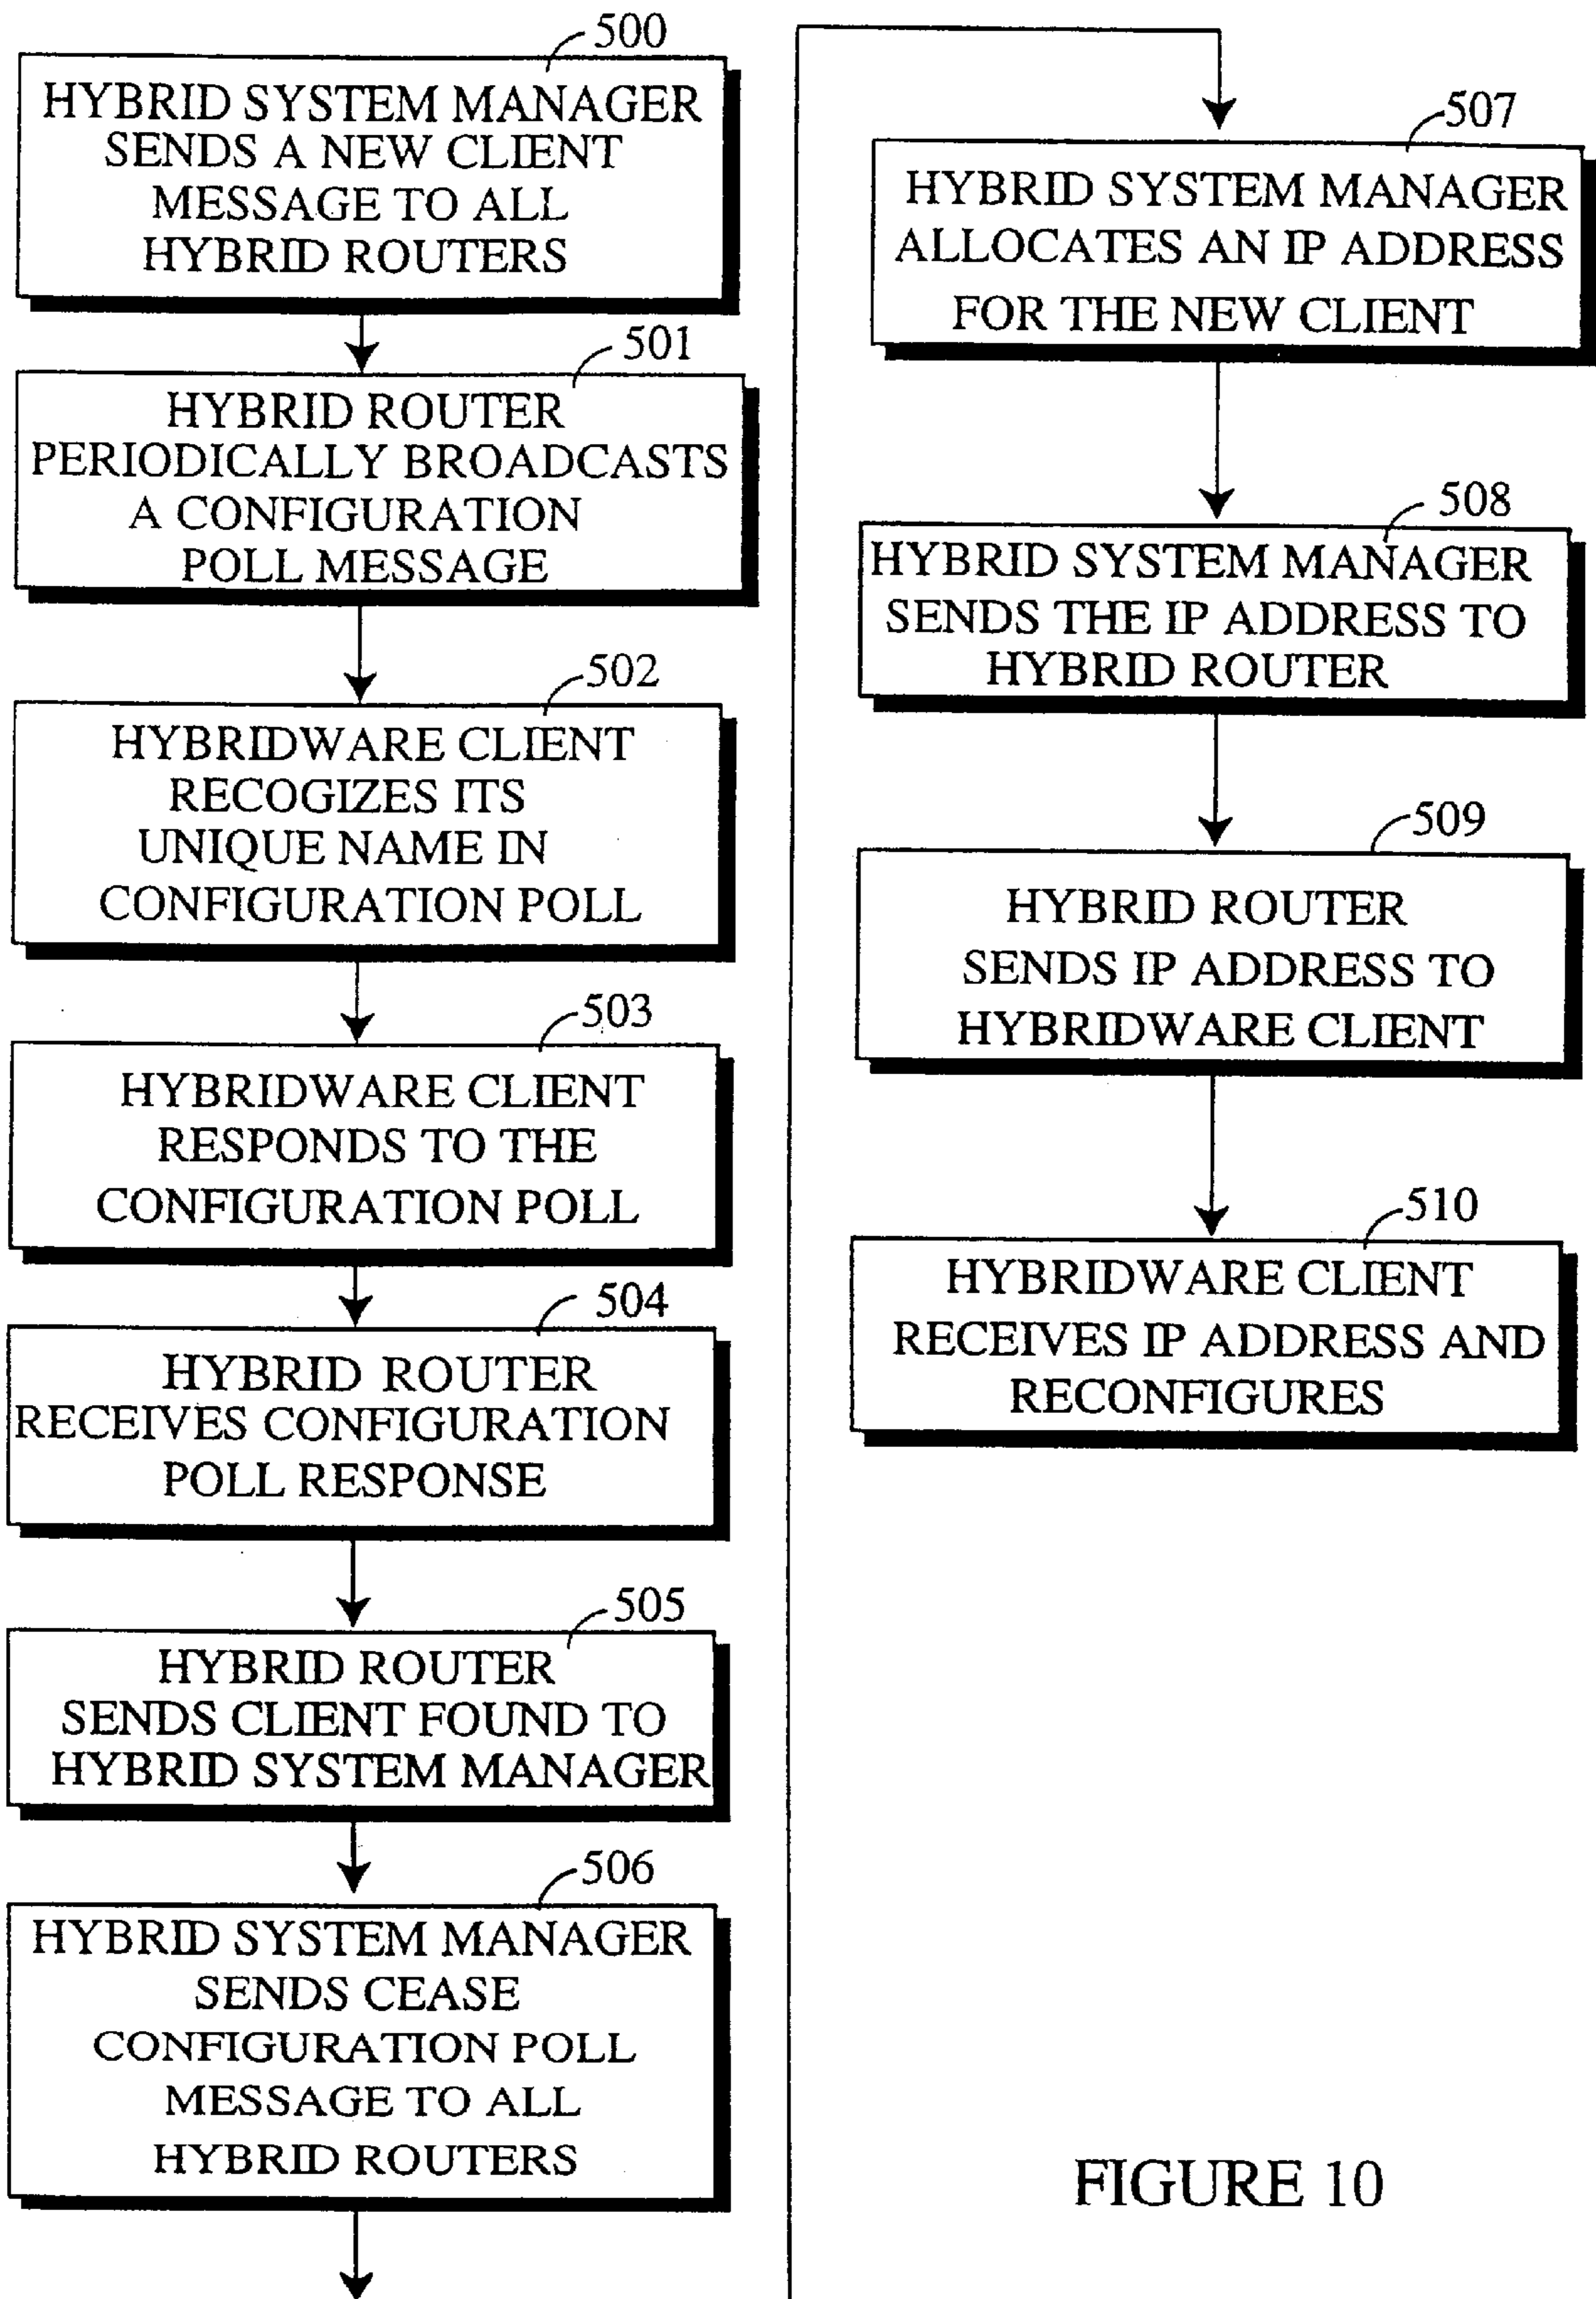 500
HYBRID SYSTEM MANAGER
SENDS A NEW CLIENT
MESSAGE TO ALL
HYBRID ROUTERS
501
HYBRID ROUTER
PERIODICALLY BROADCASTS
A CONFIGURATION
POLL MESSAGE
502
HYBRIDWARE CLIENT
RECOGIZES ITS
UNIQUE NAME IN
CONFIGURATION POLL
503
HYBRIDWARE CLIENT
RESPONDS TO THE
CONFIGURATION POLL
504
HYBRID ROUTER
RECEIVES CONFIGURATION
POLL RESPONSE
505
HYBRID ROUTER
SENDS CLIENT FOUND TO
HYBRID SYSTEM MANAGER
506
HYBRID SYSTEM MANAGER
SENDS CEASE
CONFIGURATION POLL
MESSAGE TO ALL
HYBRID ROUTERS
507
HYBRID SYSTEM MANAGER
ALLOCATES AN IP ADDRESS
FOR THE NEW CLIENT
508
HYBRID SYSTEM MANAGER
SENDS THE IP ADDRESS TO
HYBRID ROUTER
509
HYBRID ROUTER
SENDS IP ADDRESS TO
HYBRIDWARE CLIENT
510
HYBRIDWARE CLIENT
RECEIVES IP ADDRESS AND
RECONFIGURES
FIGURE 10